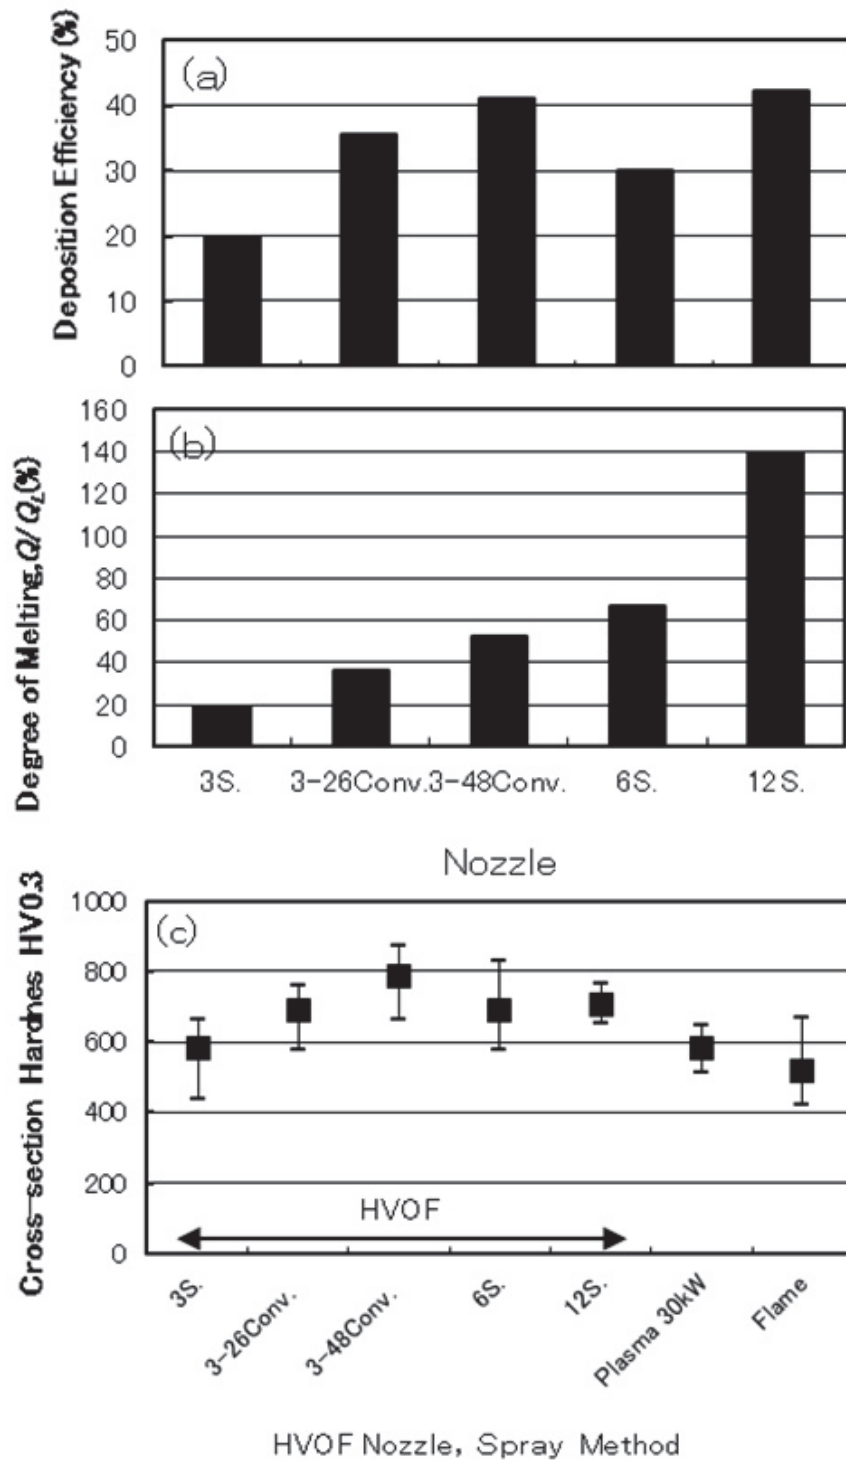 Deposition Efficiency (%)
(a)
50
40
30
20
10
0
Degree of Melting,Q/QL(%)
(b)
160
140
120
100
80
60
40
20
0
3S. 3-26Conv. 3-48Conv. 6S. 12S.
Nozzle
Cross-section Hardnes HV0.3
(c)
1000
800
600
400
200
0
HVOF
3S. 3-26Conv. 3-48Conv. 6S. 12S. Plasma 30kW Flame
HVOF Nozzle, Spray Method